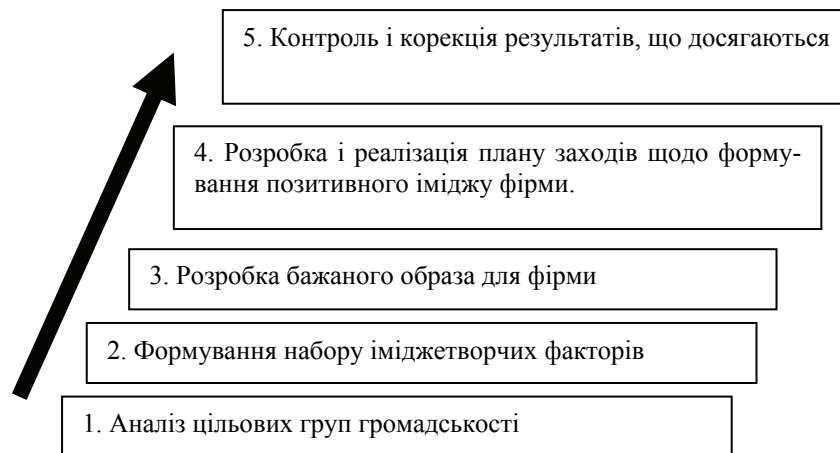 5. Контроль і корекція результатів, що досягаються
4. Розробка і реалізація плану заходів щодо форму-
вання позитивного іміджу фірми.
3. Розробка бажаного образа для фірми
2. Формування набору іміджетворчих факторів
1. Аналіз цільових груп громадськості